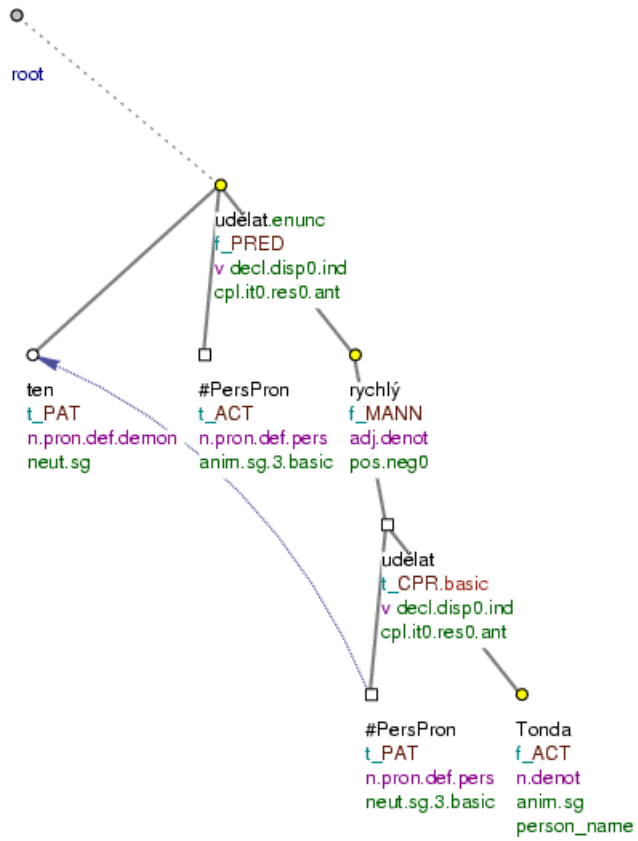 root
udělat.enunc
f_PRED
v decl.disp0.ind
cpl.it0.res0.ant
ten
t_PAT
n.pron.def.demon
neut.sg
#PersPron
t_ACT
n.pron.def.pers
anim.sg.3.basic
rychlý
f_MANN
adj.denot
pos.neg0
udělat
t_CPR.basic
v decl.disp0.ind
cpl.it0.res0.ant
#PersPron
t_PAT
n.pron.def.pers
neut.sg.3.basic
Tonda
f_ACT
n.denot
anim.sg
person_name